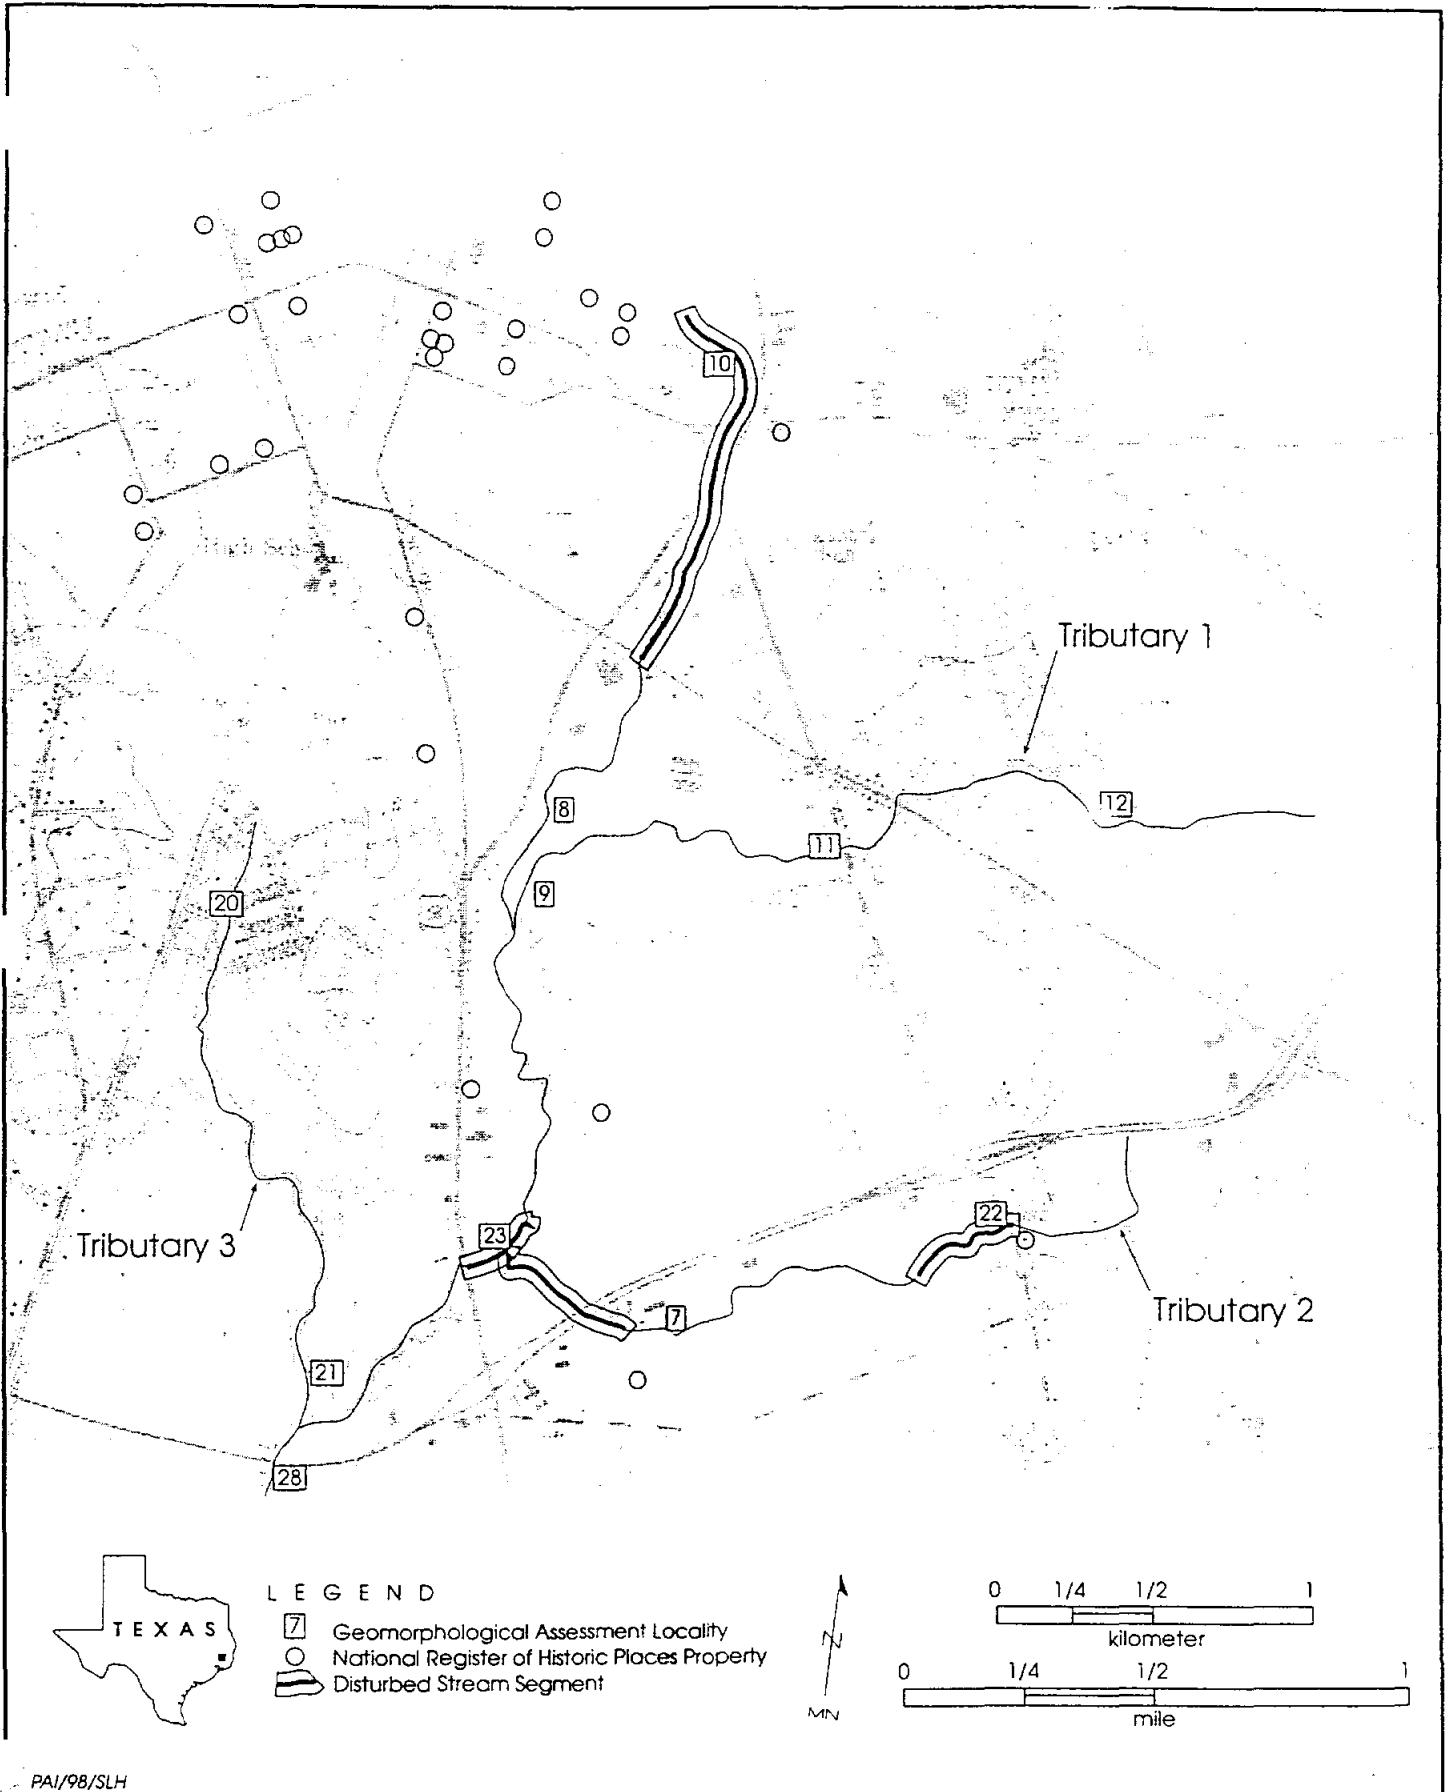 10
High Sch
Tributary 1
8
12
11
9
20
23
22
Tributary 3
Tributary 2
7
21
28
TEXAS
LEGEND
7 Geomorphological Assessment Locality
National Register of Historic Places Property
Disturbed Stream Segment
N
MN
0 1/4 1/2 1
kilometer
0 1/4 1/2 1
mile
PAI/98/SLH